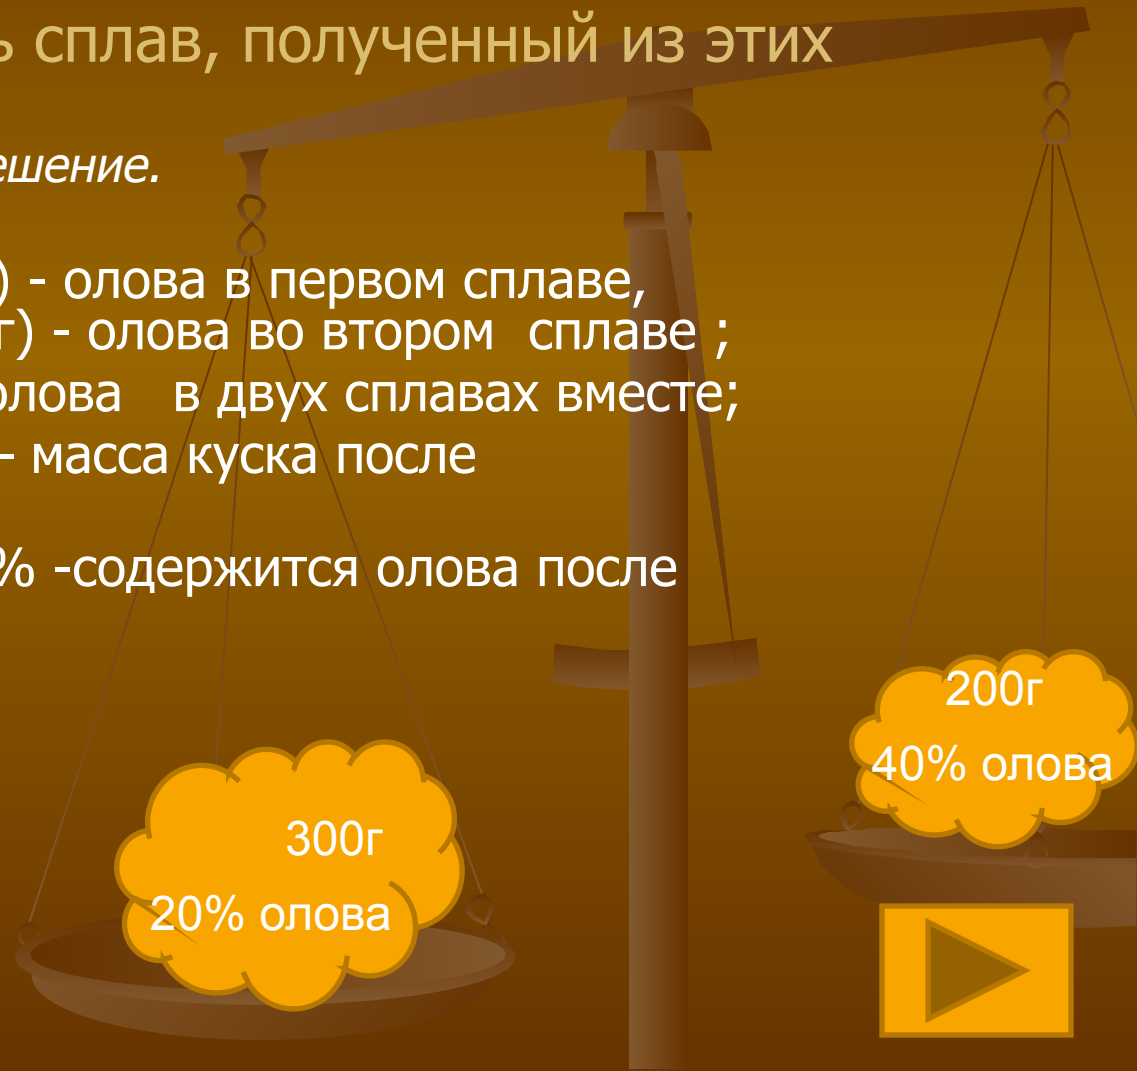 ь сплав, полученный из этих
ешение.
) - олова в первом сплаве,
г) - олова во втором сплаве ;
олова в двух сплавах вместе;
- масса куска после
% -содержится олова после
200г
40% олова
300г
20% олова